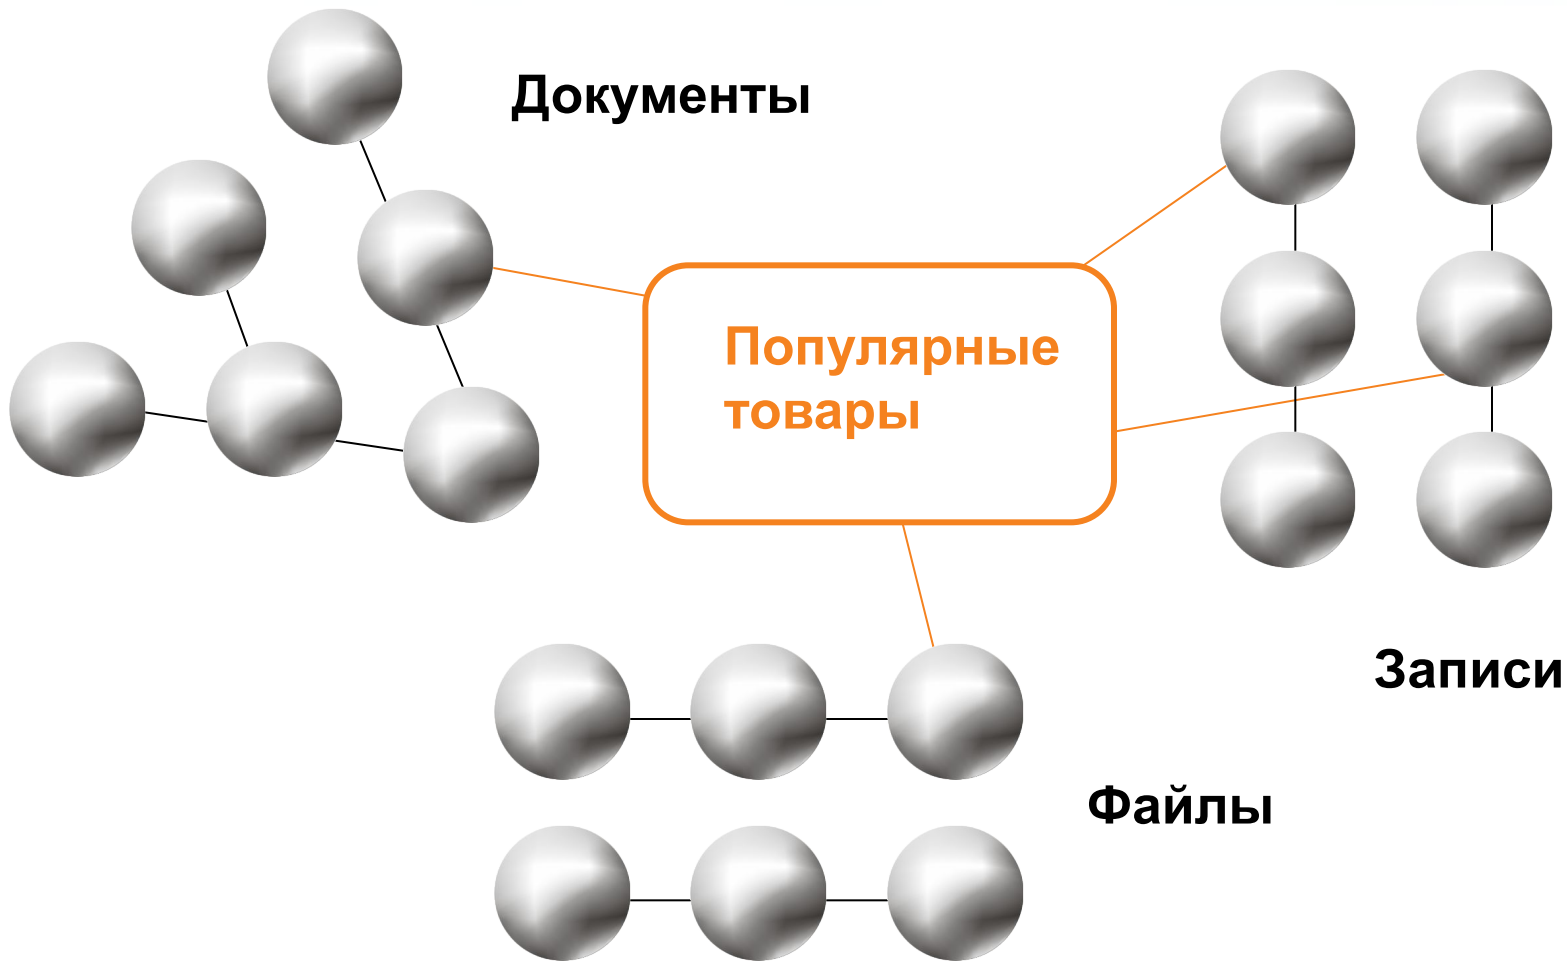 Документы
Популярные
товары
Записи
Файлы